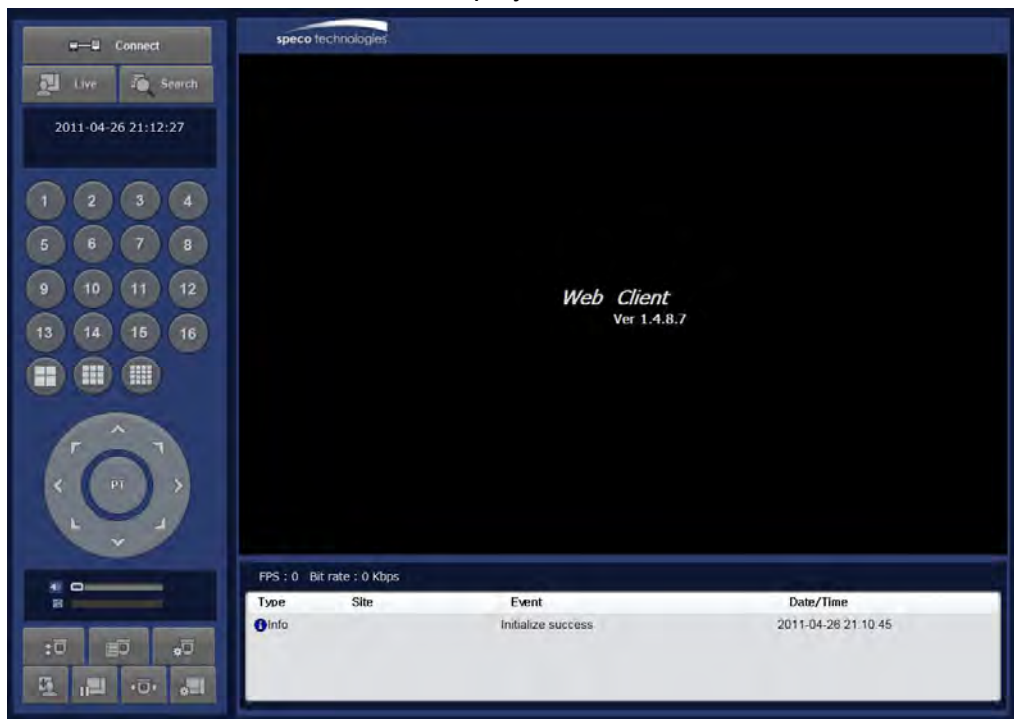 Connect
speco technologies
Live
Search
2011-04-26 21:12:27
1 2 3 4
5 6 7 8
9 10 11 12
13 14 15 16
Web Client
Ver 1.4.8.7
PT
FPS : 0 Bit rate : 0 Kbps
Type Site Event Date/Time
Info Initialize success 2011-04-26 21:10:45